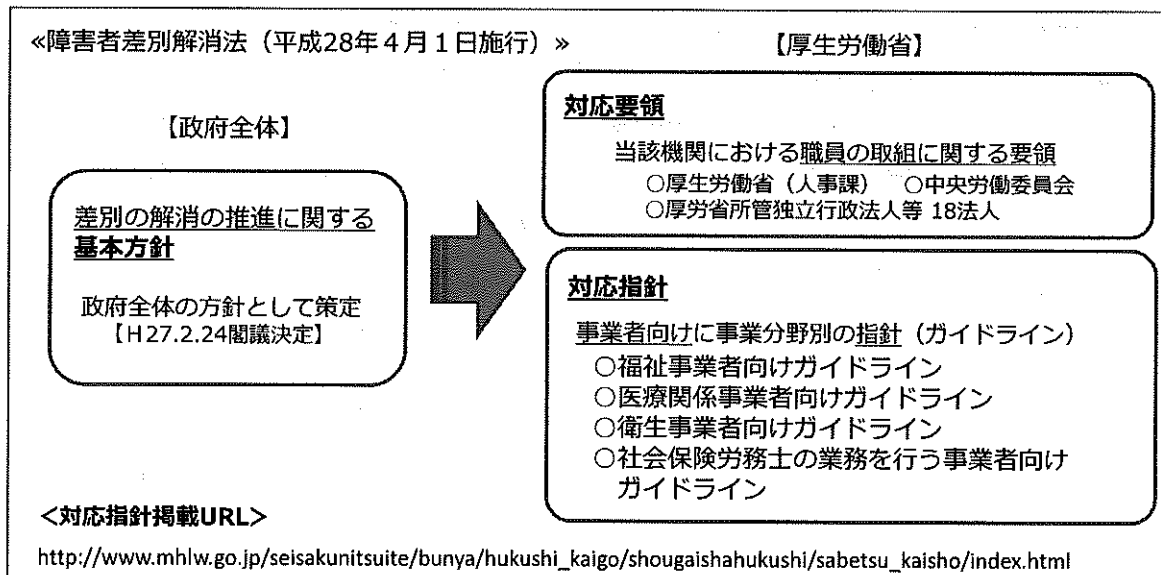 ≪障害者差別解消法（平成28年４月１日施行）≫
【政府全体】
差別の解消の推進に関する
基本方針
政府全体の方針として策定
【Ｈ27.2.24閣議決定】
【厚生労働省】
対応要領
当該機関における職員の取組に関する要領
○厚生労働省（人事課）　○中央労働委員会
○厚労省所管独立行政法人等 18法人
対応指針
事業者向けに事業分野別の指針（ガイドライン）
○福祉事業者向けガイドライン
○医療関係事業者向けガイドライン
○衛生事業者向けガイドライン
○社会保険労務士の業務を行う事業者向け
ガイドライン
＜対応指針掲載URL＞
http://www.mhlw.go.jp/seisakunitsuite/bunya/hukushi_kaigo/shougaishahukushi/sabetsu_kaisho/index.html